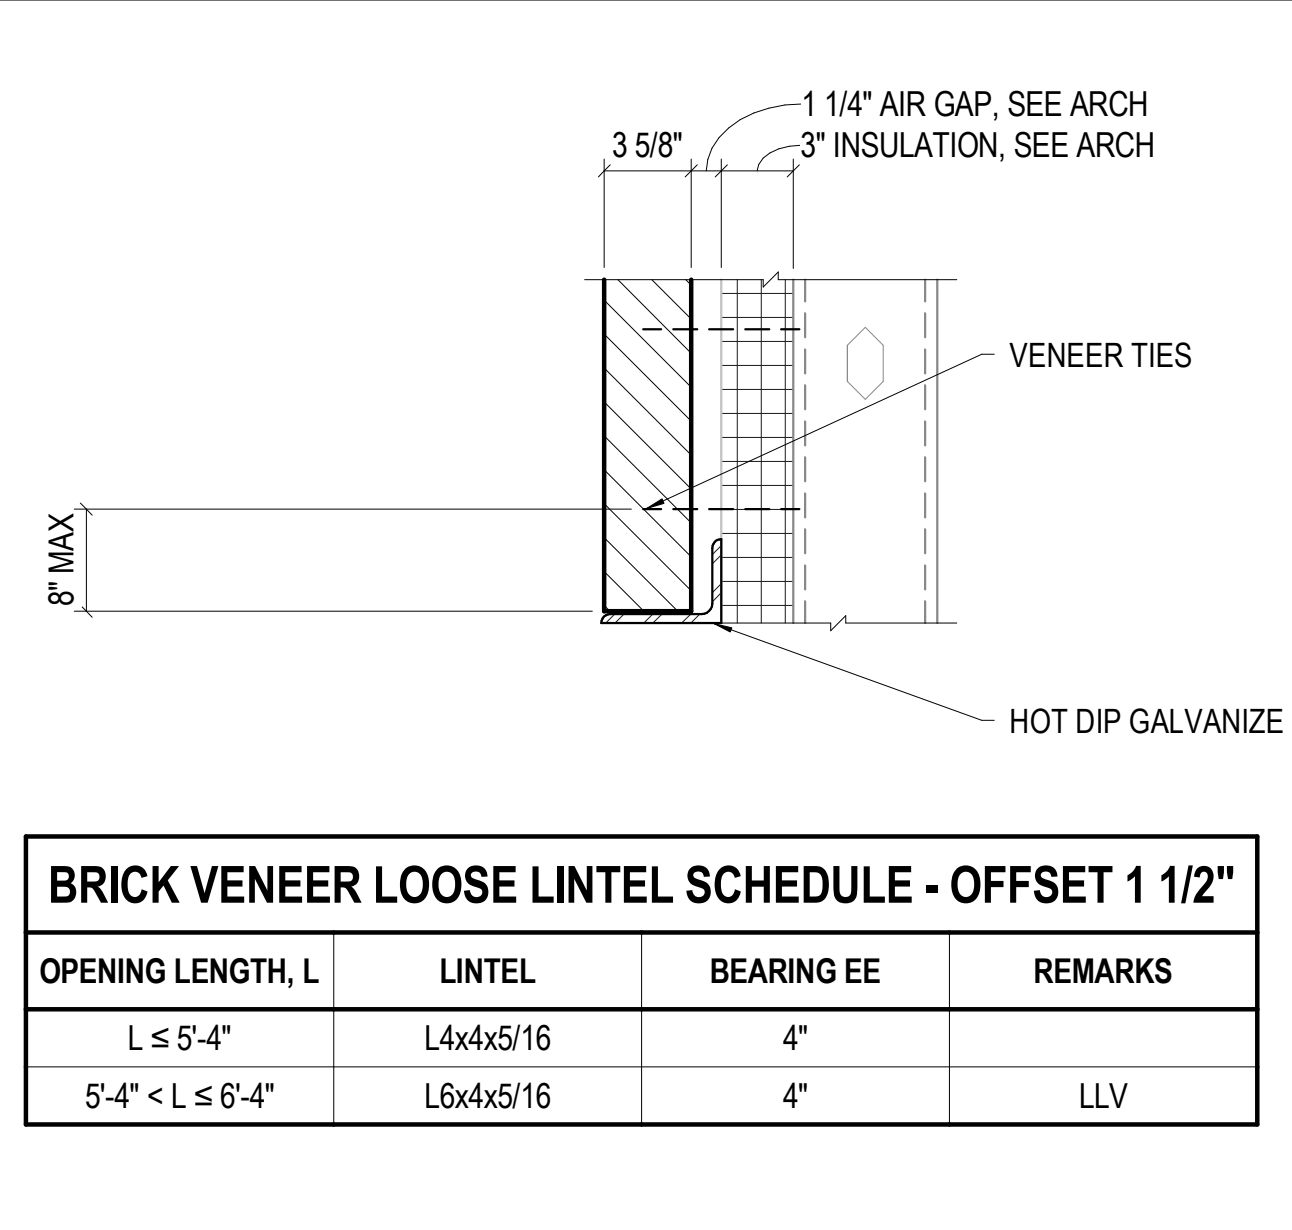 1 1/4" AIR GAP, SEE ARCH
3 5/8"
3" INSULATION, SEE ARCH
VENEER TIES
8" MAX
HOT DIP GALVANIZE
BRICK VENEER LOOSE LINTEL SCHEDULE - OFFSET 1 1/2"
OPENING LENGTH, L LINTEL BEARING EE REMARKS
L ≤ 5'-4" L4x4x5/16 4"
5'-4" < L ≤ 6'-4" L6x4x5/16 4" LLV